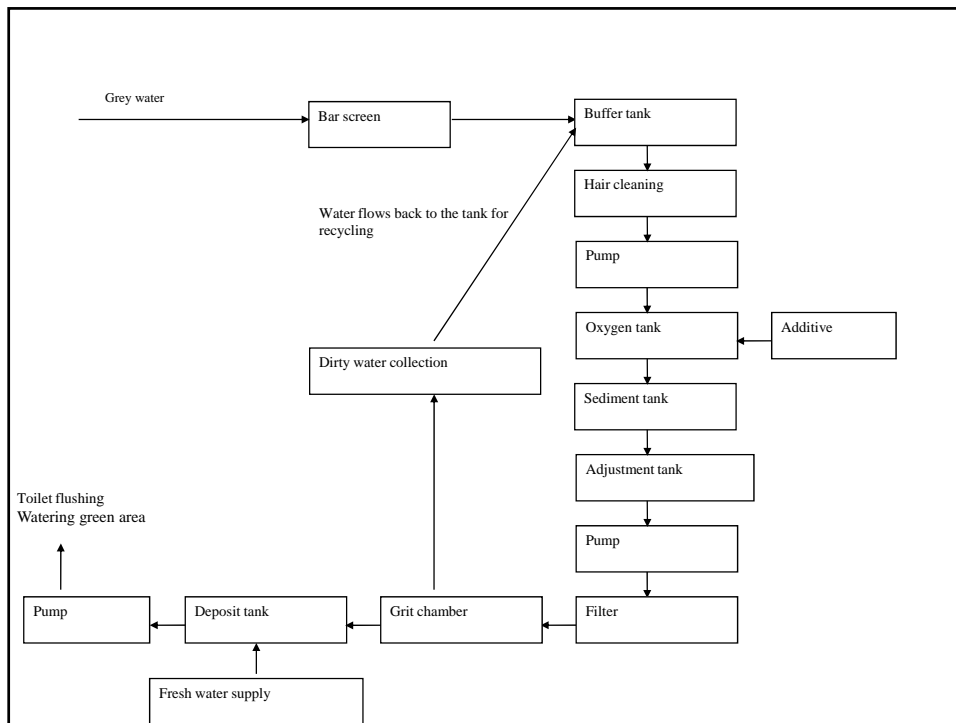 Grey water
Bar screen
Buffer tank
Hair cleaning
Water flows back to the tank for
recycling
Pump
Oxygen tank
Additive
Dirty water collection
Sediment tank
Adjustment tank
Toilet flushing
Watering green area
Pump
Pump
Deposit tank
Grit chamber
Filter
Fresh water supply